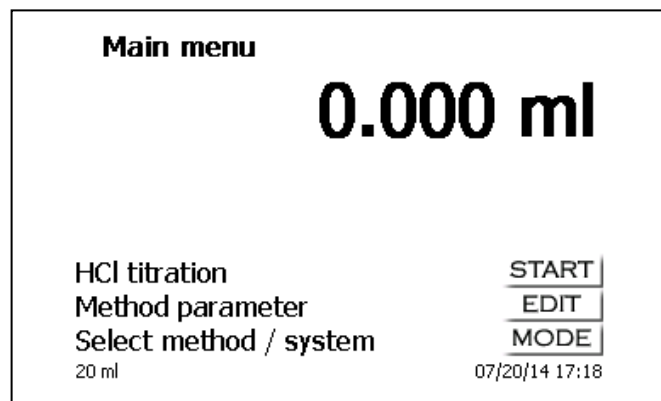 Main menu
0.000 ml
HCl titration START
Method parameter EDIT
Select method / system MODE
20 ml 07/20/14 17:18